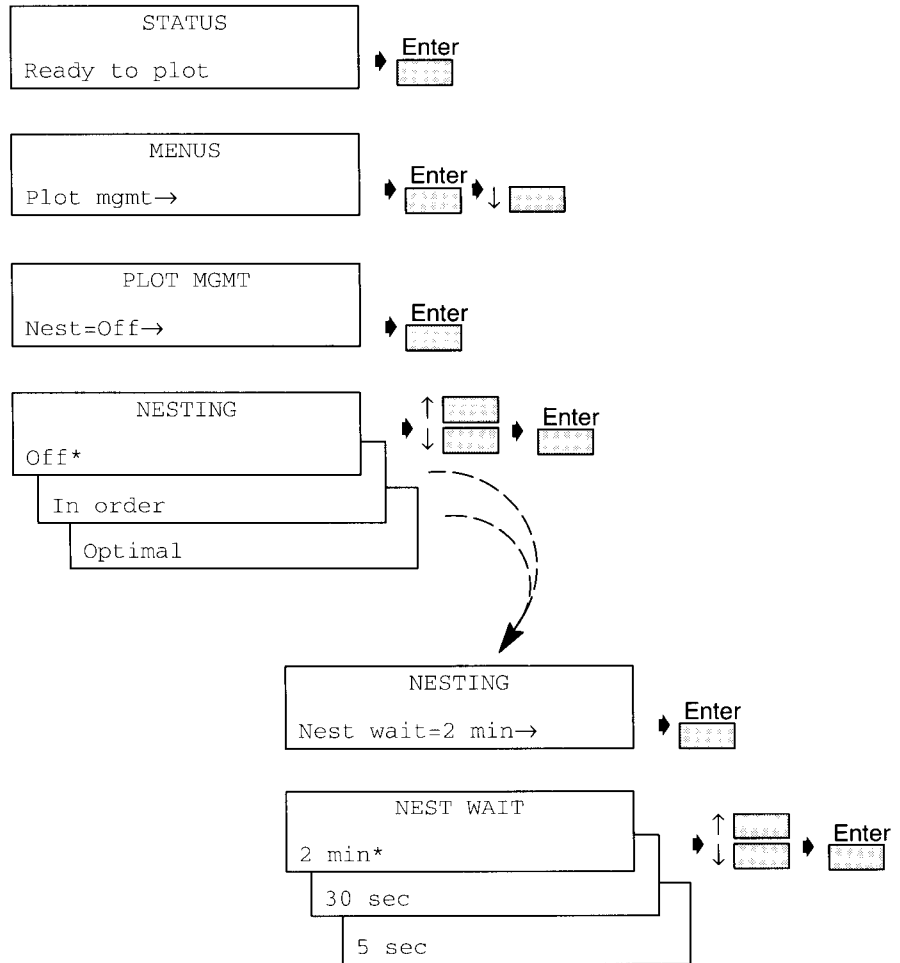 STATUS
Ready to plot
Enter
MENUS
Plot mgmt→
Enter
↓
PLOT MGMT
Nest=Off→
Enter
NESTING
Off*
In order
Optimal
↑
↓
Enter
NESTING
Nest wait=2 min→
Enter
NEST WAIT
2 min*
30 sec
5 sec
↑
↓
Enter